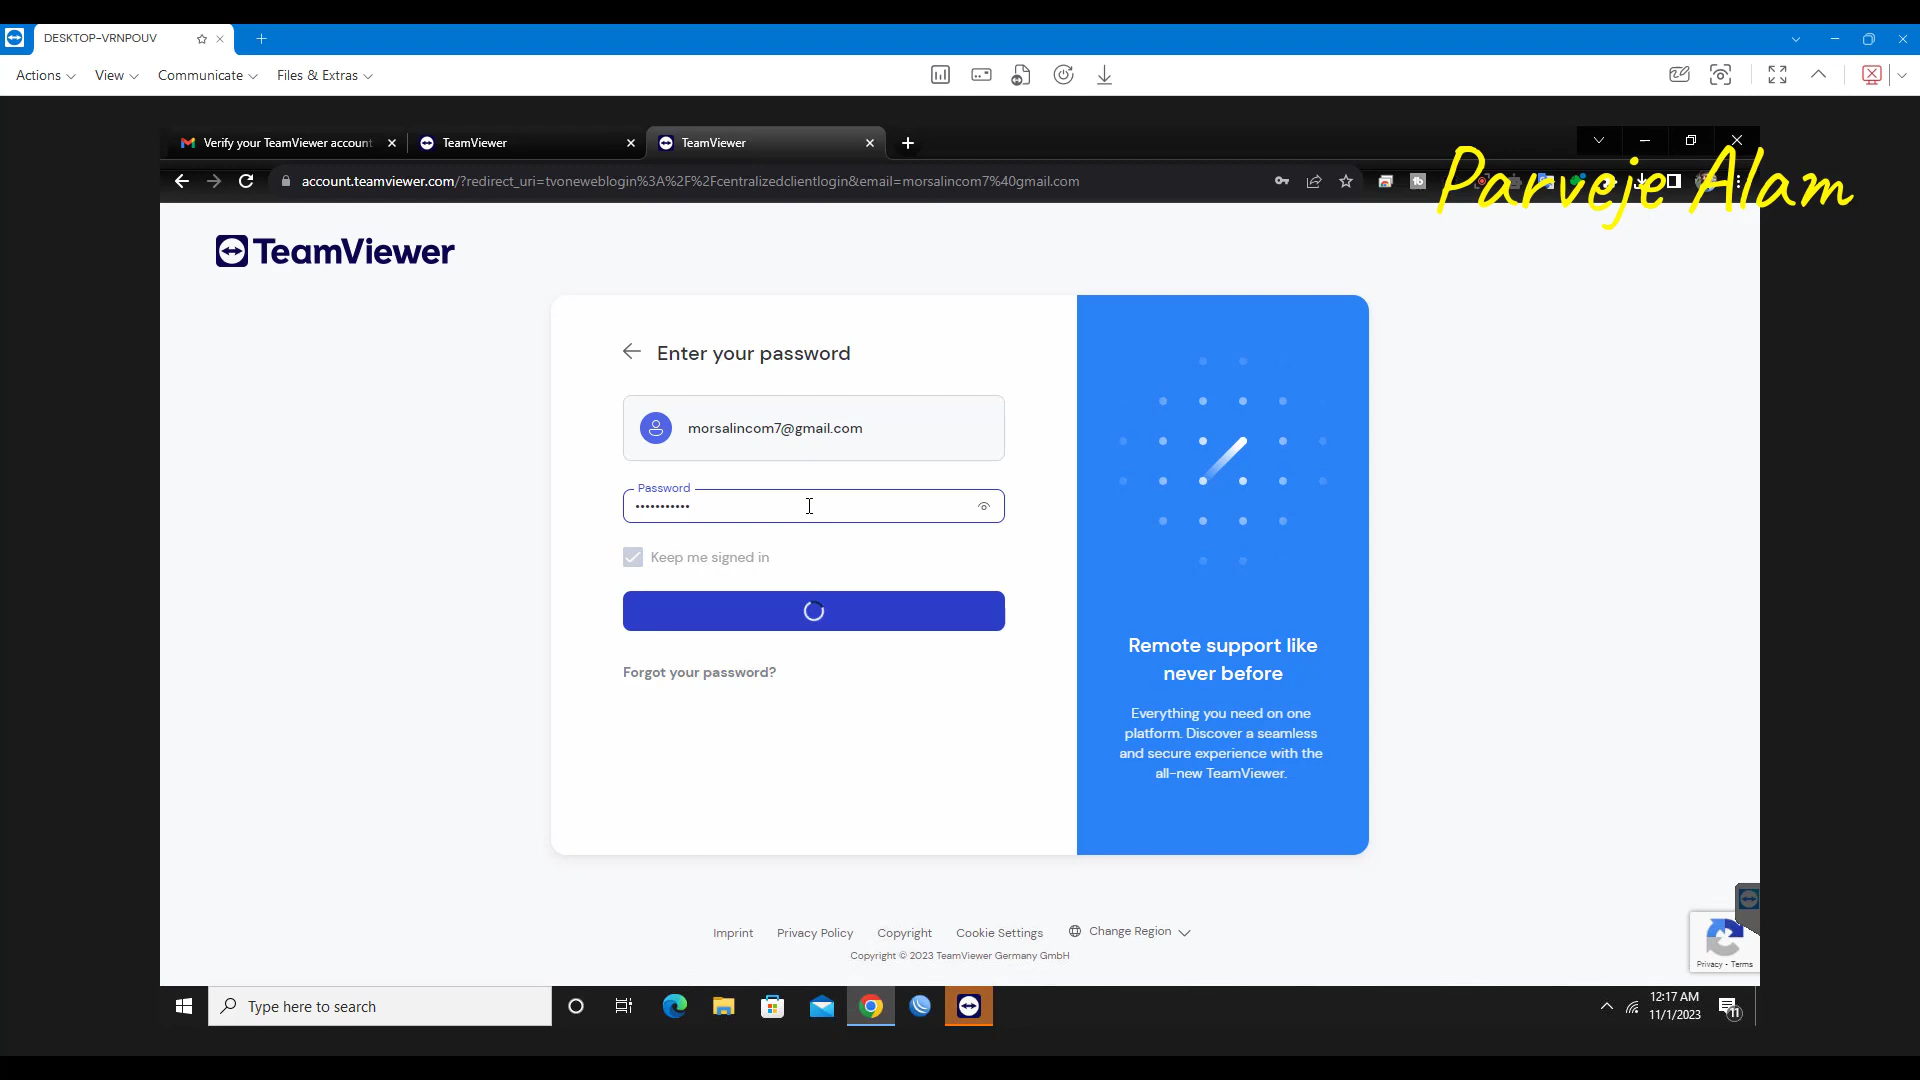 DESKTOP-VRNPOUV
Actions View Communicate Files & Extras
Verify your TeamViewer account TeamViewer TeamViewer
account.teamviewer.com/?redirect_uri=tvoneweblogin%3A%2F%2Fcentralizedclientlogin&email=morsalincom7%40gmail.com
Parveje Alam
TeamViewer
Enter your password
morsalincom7@gmail.com
Password
•••••••••••
Keep me signed in
Forgot your password?
Remote support like
never before
Everything you need on one
platform. Discover a seamless
and secure experience with the
all-new TeamViewer.
Imprint Privacy Policy Copyright Cookie Settings Change Region
Copyright © 2023 TeamViewer Germany GmbH
Privacy - Terms
Type here to search
12:17 AM
11/1/2023
11